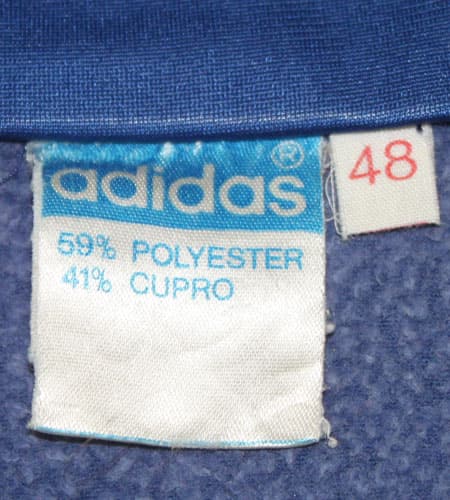 adidas®
48
59% POLYESTER
41% CUPRO